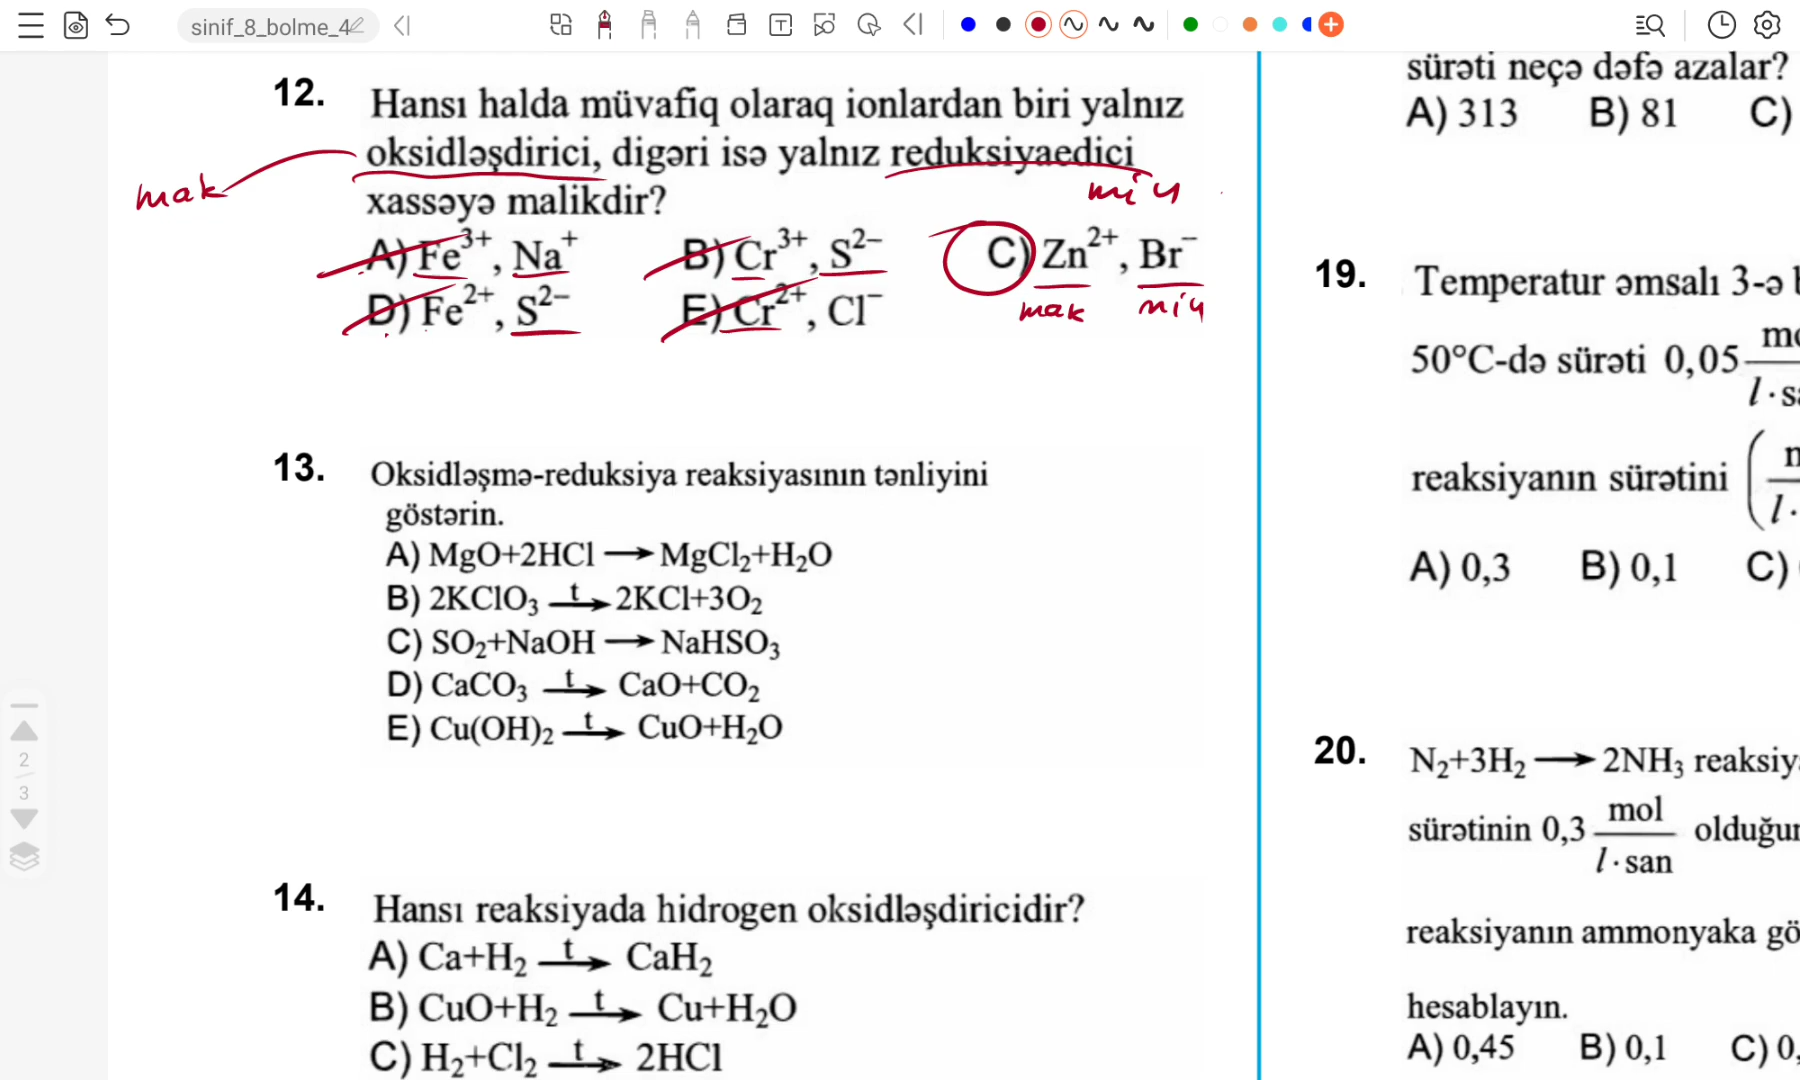 sinif_8_bolme_4
12. Hansı halda müvafiq olaraq ionlardan biri yalnız
oksidləşdirici, digəri isə yalnız reduksiyaedici
mak
min
xassəyə malikdir?
A) Fe³⁺, Na⁺ B) Cr³⁺, S²⁻ C) Zn²⁺, Br⁻
D) Fe²⁺, S²⁻ E) Cr²⁺, Cl⁻
mak min
13. Oksidləşmə-reduksiya reaksiyasının tənliyini
göstərin.
A) MgO+2HCl ⟶ MgCl₂+H₂O
B) 2KClO₃ —t→ 2KCl+3O₂
C) SO₂+NaOH ⟶ NaHSO₃
D) CaCO₃ —t→ CaO+CO₂
E) Cu(OH)₂ —t→ CuO+H₂O
14. Hansı reaksiyada hidrogen oksidləşdiricidir?
A) Ca+H₂ —t→ CaH₂
B) CuO+H₂ —t→ Cu+H₂O
C) H₂+Cl₂ —t→ 2HCl
sürəti neçə dəfə azalar?
A) 313 B) 81 C)
19. Temperatur əmsalı 3-ə
50°C-də sürəti 0,05
l·
reaksiyanın sürətini (
l·
A) 0,3 B) 0,1 C)
20. N₂+3H₂ ⟶ 2NH₃
sürətinin 0,3 mol
l·san
reaksiyanın ammonyaka
hesablayın.
A) 0,45 B) 0,1 C) 0,
2
3